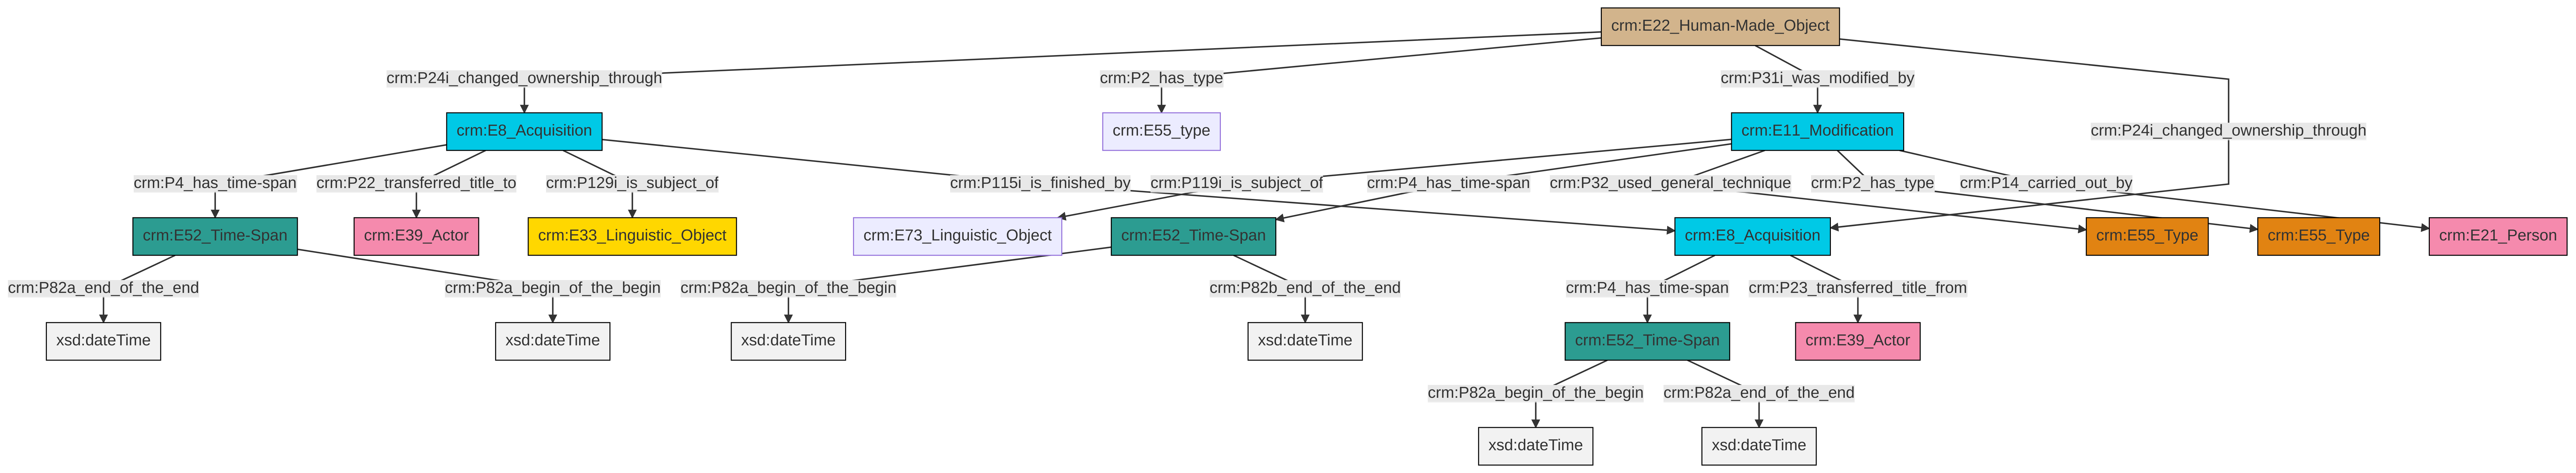 crm:E22_Human-Made_Object
crm:P24i_changed_ownership_through
crm:P2_has_type
crm:P31i_was_modified_by
crm:E8_Acquisition
crm:E55_type
crm:E11_Modification
crm:P24i_changed_ownership_through
crm:P4_has_time-span
crm:P22_transferred_title_to
crm:P129i_is_subject_of
crm:P115i_is_finished_by
crm:P119i_is_subject_of
crm:P4_has_time-span
crm:P32_used_general_technique
crm:P2_has_type
crm:P14_carried_out_by
crm:E52_Time-Span
crm:E39_Actor
crm:E33_Linguistic_Object
crm:E73_Linguistic_Object
crm:E52_Time-Span
crm:E8_Acquisition
crm:E55_Type
crm:E55_Type
crm:E21_Person
crm:P82a_end_of_the_end
crm:P82a_begin_of_the_begin
crm:P82a_begin_of_the_begin
crm:P82b_end_of_the_end
crm:P4_has_time-span
crm:P23_transferred_title_from
xsd:dateTime
xsd:dateTime
xsd:dateTime
xsd:dateTime
crm:E52_Time-Span
crm:E39_Actor
crm:P82a_begin_of_the_begin
crm:P82a_end_of_the_end
xsd:dateTime
xsd:dateTime